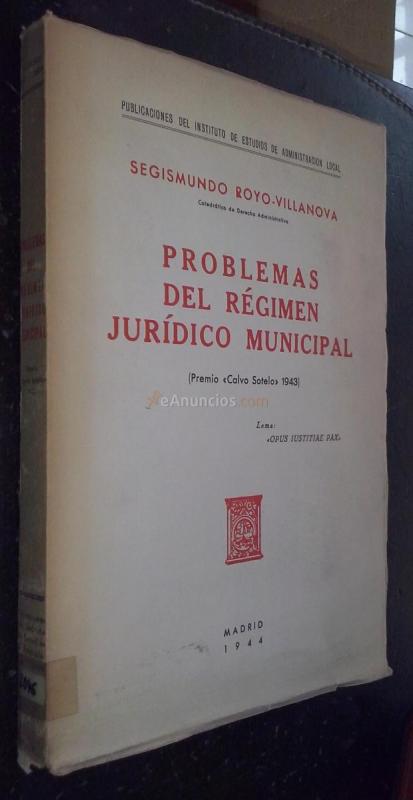 PUBLICACIONES DEL INSTITUTO DE ESTUDIOS DE ADMINISTRACION LOCAL
SEGISMUNDO ROYO-VILLANOVA
Catedrático de Derecho Administrativo
PROBLEMAS
DEL RÉGIMEN
JURÍDICO MUNICIPAL
(Premio «Calvo Sotelo» 1943)
eAnuncios.com
Lema:
«OPUS IUSTITIAE PAX»
MADRID
1944